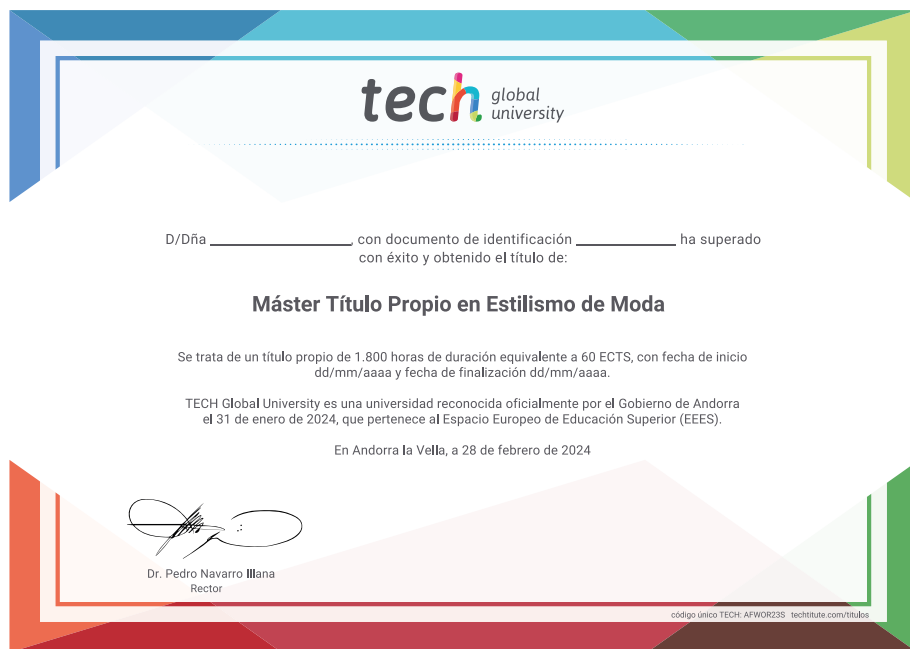 tech global
university
D/Dña ______________, con documento de identificación __________ ha superado
con éxito y obtenido el título de:
Máster Título Propio en Estilismo de Moda
Se trata de un título propio de 1.800 horas de duración equivalente a 60 ECTS, con fecha de inicio
dd/mm/aaaa y fecha de finalización dd/mm/aaaa.
TECH Global University es una universidad reconocida oficialmente por el Gobierno de Andorra
el 31 de enero de 2024, que pertenece al Espacio Europeo de Educación Superior (EEES).
En Andorra la Vella, a 28 de febrero de 2024
Dr. Pedro Navarro Illana
Rector
código único TECH: AFWOR23S techtitute.com/titulos